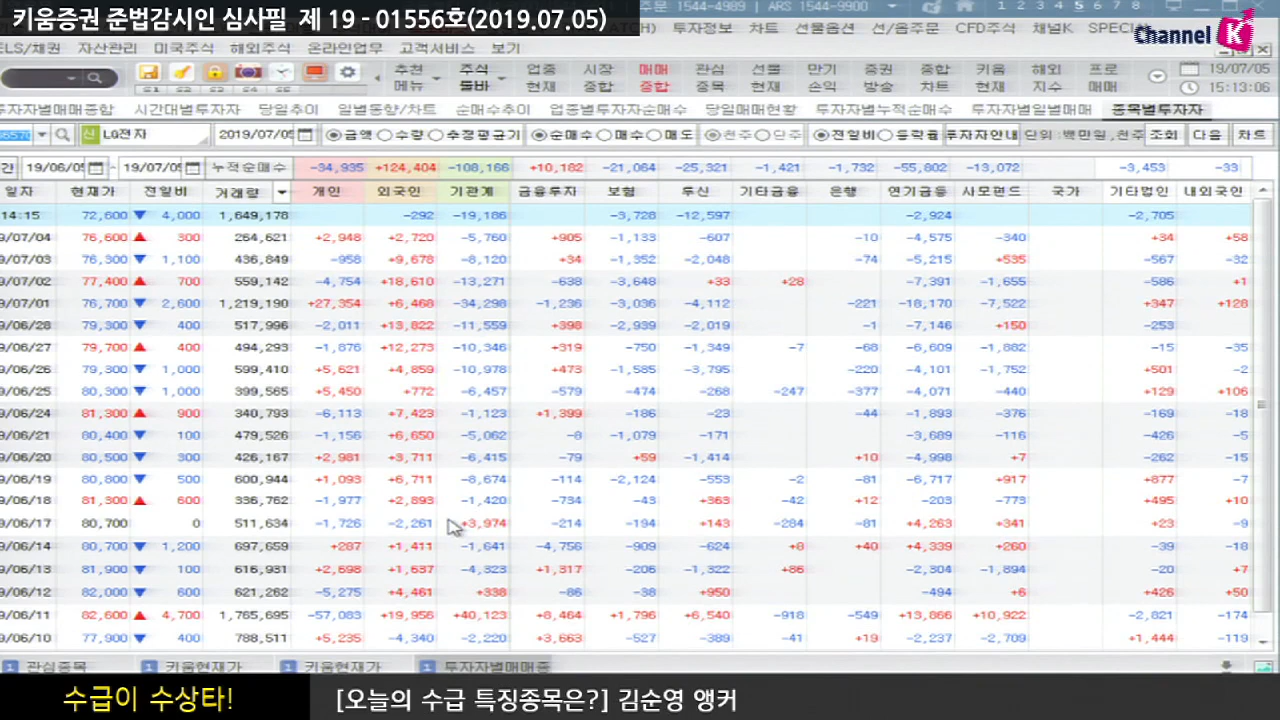 키움증권 준법감시인 심사필 제 19 - 01556호(2019.07.05)
주문 1544-4989 | ARS 1544-9900 1 2 3 4 5 6 7 8
투자정보 차트 선물옵션 선/옵주문 CFD주식 채널K SPECI
Channel K
ELS/채권 자산관리 미국주식 해외주식 온라인업무 고객서비스 보기
추천 주식 업종 시장 매매 관심 선물 만기 증권 종합 키움 해외 프로 19/07/05
메뉴 돌바 현재 종합 종합 종목 현재 손익 방송 차트 현재 지수 매매 15:13:06
투자자별매매종합 시간대별투자자 당일추이 일별동향/차트 순매수추이 업종별투자자순매수 당일매매현황 투자자별누적순매수 투자자별일별매매 종목별투자자
신 LG전자 2019/07/05 금액 수량 추정평균가 순매수 매수 매도 천주 단주 전일비 등락률 투자자안내 단위 :백만원,천주 조회 다음 차트
간 19/06/05 - 19/07/05 누적순매수 -34,935 +124,404 -108,166 +10,182 -21,064 -25,321 -1,421 -1,732 -55,802 -13,072 -3,453 -33
일자 현재가 전일비 거래량 개인 외국인 기관계 금융투자 보험 투신 기타금융 은행 연기금등 사모펀드 국가 기타법인 내외국인
14:15 72,600 ▼ 4,000 1,649,178 -292 -19,186 -3,728 -12,597 -2,924 -2,705
9/07/04 76,600 ▲ 300 264,621 +2,948 +2,720 -5,760 +905 -1,133 -607 -10 -4,575 -340 +34 +58
9/07/03 76,300 ▼ 1,100 436,849 -958 +9,678 -8,120 +34 -1,352 -2,048 -74 -5,215 +535 -567 -32
9/07/02 77,400 ▲ 700 559,142 -4,754 +18,610 -13,271 -638 -3,648 +33 +28 -7,391 -1,655 -586 +1
9/07/01 76,700 ▼ 2,600 1,219,190 +27,354 +6,468 -34,298 -1,236 -3,036 -4,112 -221 -18,170 -7,522 +347 +128
9/06/28 79,300 ▼ 400 517,996 -2,011 +13,822 -11,559 +398 -2,939 -2,019 -1 -7,146 +150 -253
9/06/27 79,700 ▲ 400 494,293 -1,876 +12,273 -10,346 +319 -750 -1,349 -7 -68 -6,609 -1,882 -15 -35
9/06/26 79,300 ▼ 1,000 599,410 +5,621 +4,859 -10,978 +473 -1,585 -3,795 -220 -4,101 -1,752 +501 -2
9/06/25 80,300 ▼ 1,000 399,565 +5,450 +772 -6,457 -579 -474 -268 -247 -377 -4,071 -440 +129 +106
9/06/24 81,300 ▲ 900 340,793 -6,113 +7,423 -1,123 +1,399 -186 -23 -44 -1,893 -376 -169 -18
9/06/21 80,400 ▼ 100 479,526 -1,156 +6,650 -5,062 -8 -1,079 -171 -3,689 -116 -426 -5
9/06/20 80,500 ▼ 300 426,167 +2,981 +3,711 -6,415 -79 +59 -1,414 +10 -4,998 +7 -262 -15
9/06/19 80,800 ▼ 500 600,944 +1,093 +6,711 -8,674 -114 -2,124 -553 -2 -81 -6,717 +917 +877 -7
9/06/18 81,300 ▲ 600 336,762 -1,977 +2,893 -1,420 -734 -43 +363 -42 +12 -203 -773 +495 +10
9/06/17 80,700 0 511,634 -1,726 -2,261 +3,974 -214 -194 +143 -284 -81 +4,263 +341 +23 -9
9/06/14 80,700 ▼ 1,200 697,659 +287 +1,411 -1,641 -4,756 -909 -624 +8 +40 +4,339 +260 -39 -18
9/06/13 81,900 ▼ 100 616,931 +2,698 +1,637 -4,323 +1,317 -206 -1,322 +86 -2,304 -1,894 -20 +7
9/06/12 82,000 ▼ 600 621,262 -5,275 +4,461 +338 -86 -38 +950 -494 +6 +426 +50
9/06/11 82,600 ▲ 4,700 1,765,695 -57,083 +19,956 +40,123 +8,464 +1,796 +6,540 -918 -549 +13,866 +10,922 -2,821 -174
9/06/10 77,900 ▼ 400 788,511 +5,235 -4,340 -2,220 +3,663 -527 -389 -41 +19 -2,237 -2,709 +1,444 -119
1 관심종목 1 키움현재가 1 키움현재가 1 투자자별매매종
수급이 수상타!
[오늘의 수급 특징종목은?] 김순영 앵커